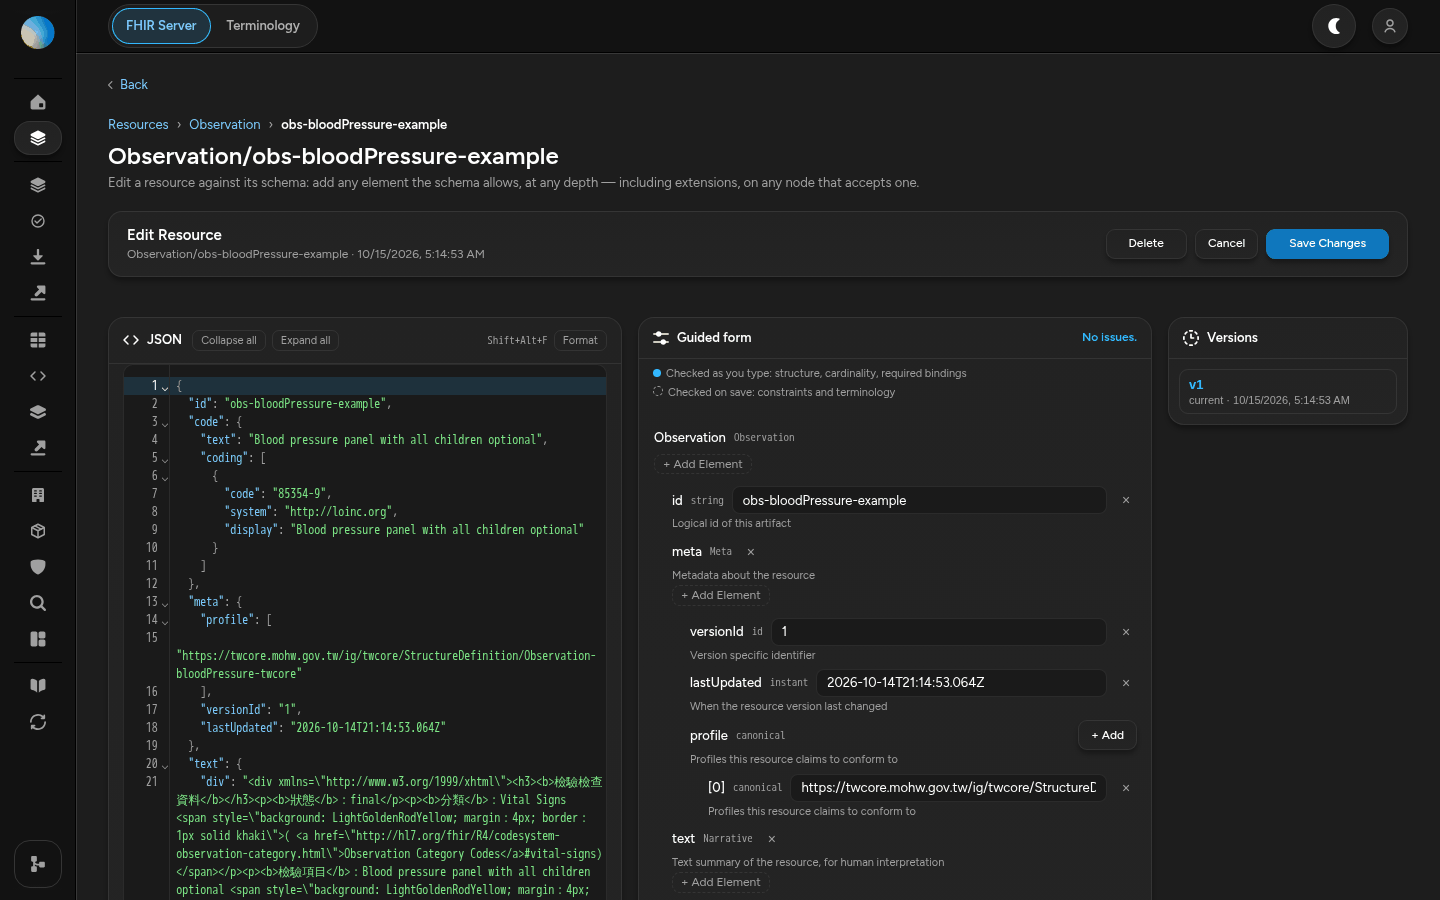 FHIR Server
Terminology
Back
Resources › Observation › obs-bloodPressure-example
Observation/obs-bloodPressure-example
Edit a resource against its schema: add any element the schema allows, at any depth — including extensions, on any node that accepts one.
Edit Resource
Observation/obs-bloodPressure-example · 10/15/2026, 5:14:53 AM
Delete
Cancel
Save Changes
JSON
Collapse all
Expand all
Shift+Alt+F
Format
1 {
2 "id": "obs-bloodPressure-example",
3 "code": {
4 "text": "Blood pressure panel with all children optional",
5 "coding": [
6 {
7 "code": "85354-9",
8 "system": "http://loinc.org",
9 "display": "Blood pressure panel with all children optional"
10 }
11 ]
12 },
13 "meta": {
14 "profile": [
15
"https://twcore.mohw.gov.tw/ig/twcore/StructureDefinition/Observation-
bloodPressure-twcore"
16 ],
17 "versionId": "1",
18 "lastUpdated": "2026-10-14T21:14:53.064Z"
19 },
20 "text": {
21 "div": "<div xmlns=\"http://www.w3.org/1999/xhtml\"><h3><b>檢驗檢查
資料</b></h3><p><b>狀態</b>：final</p><p><b>分類</b>：Vital Signs
<span style=\"background: LightGoldenRodYellow; margin：4px; border：
1px solid khaki\">( <a href=\"http://hl7.org/fhir/R4/codesystem-
observation-category.html\">Observation Category Codes</a>#vital-signs)
</span></p><p><b>檢驗項目</b>：Blood pressure panel with all children
optional <span style=\"background: LightGoldenRodYellow; margin：4px;
Guided form
No issues.
Checked as you type: structure, cardinality, required bindings
Checked on save: constraints and terminology
Observation Observation
+ Add Element
id string obs-bloodPressure-example ×
Logical id of this artifact
meta Meta ×
Metadata about the resource
+ Add Element
versionId id 1 ×
Version specific identifier
lastUpdated instant 2026-10-14T21:14:53.064Z ×
When the resource version last changed
profile canonical + Add
Profiles this resource claims to conform to
[0] canonical https://twcore.mohw.gov.tw/ig/twcore/StructureD ×
Profiles this resource claims to conform to
text Narrative ×
Text summary of the resource, for human interpretation
+ Add Element
Versions
v1
current · 10/15/2026, 5:14:53 AM